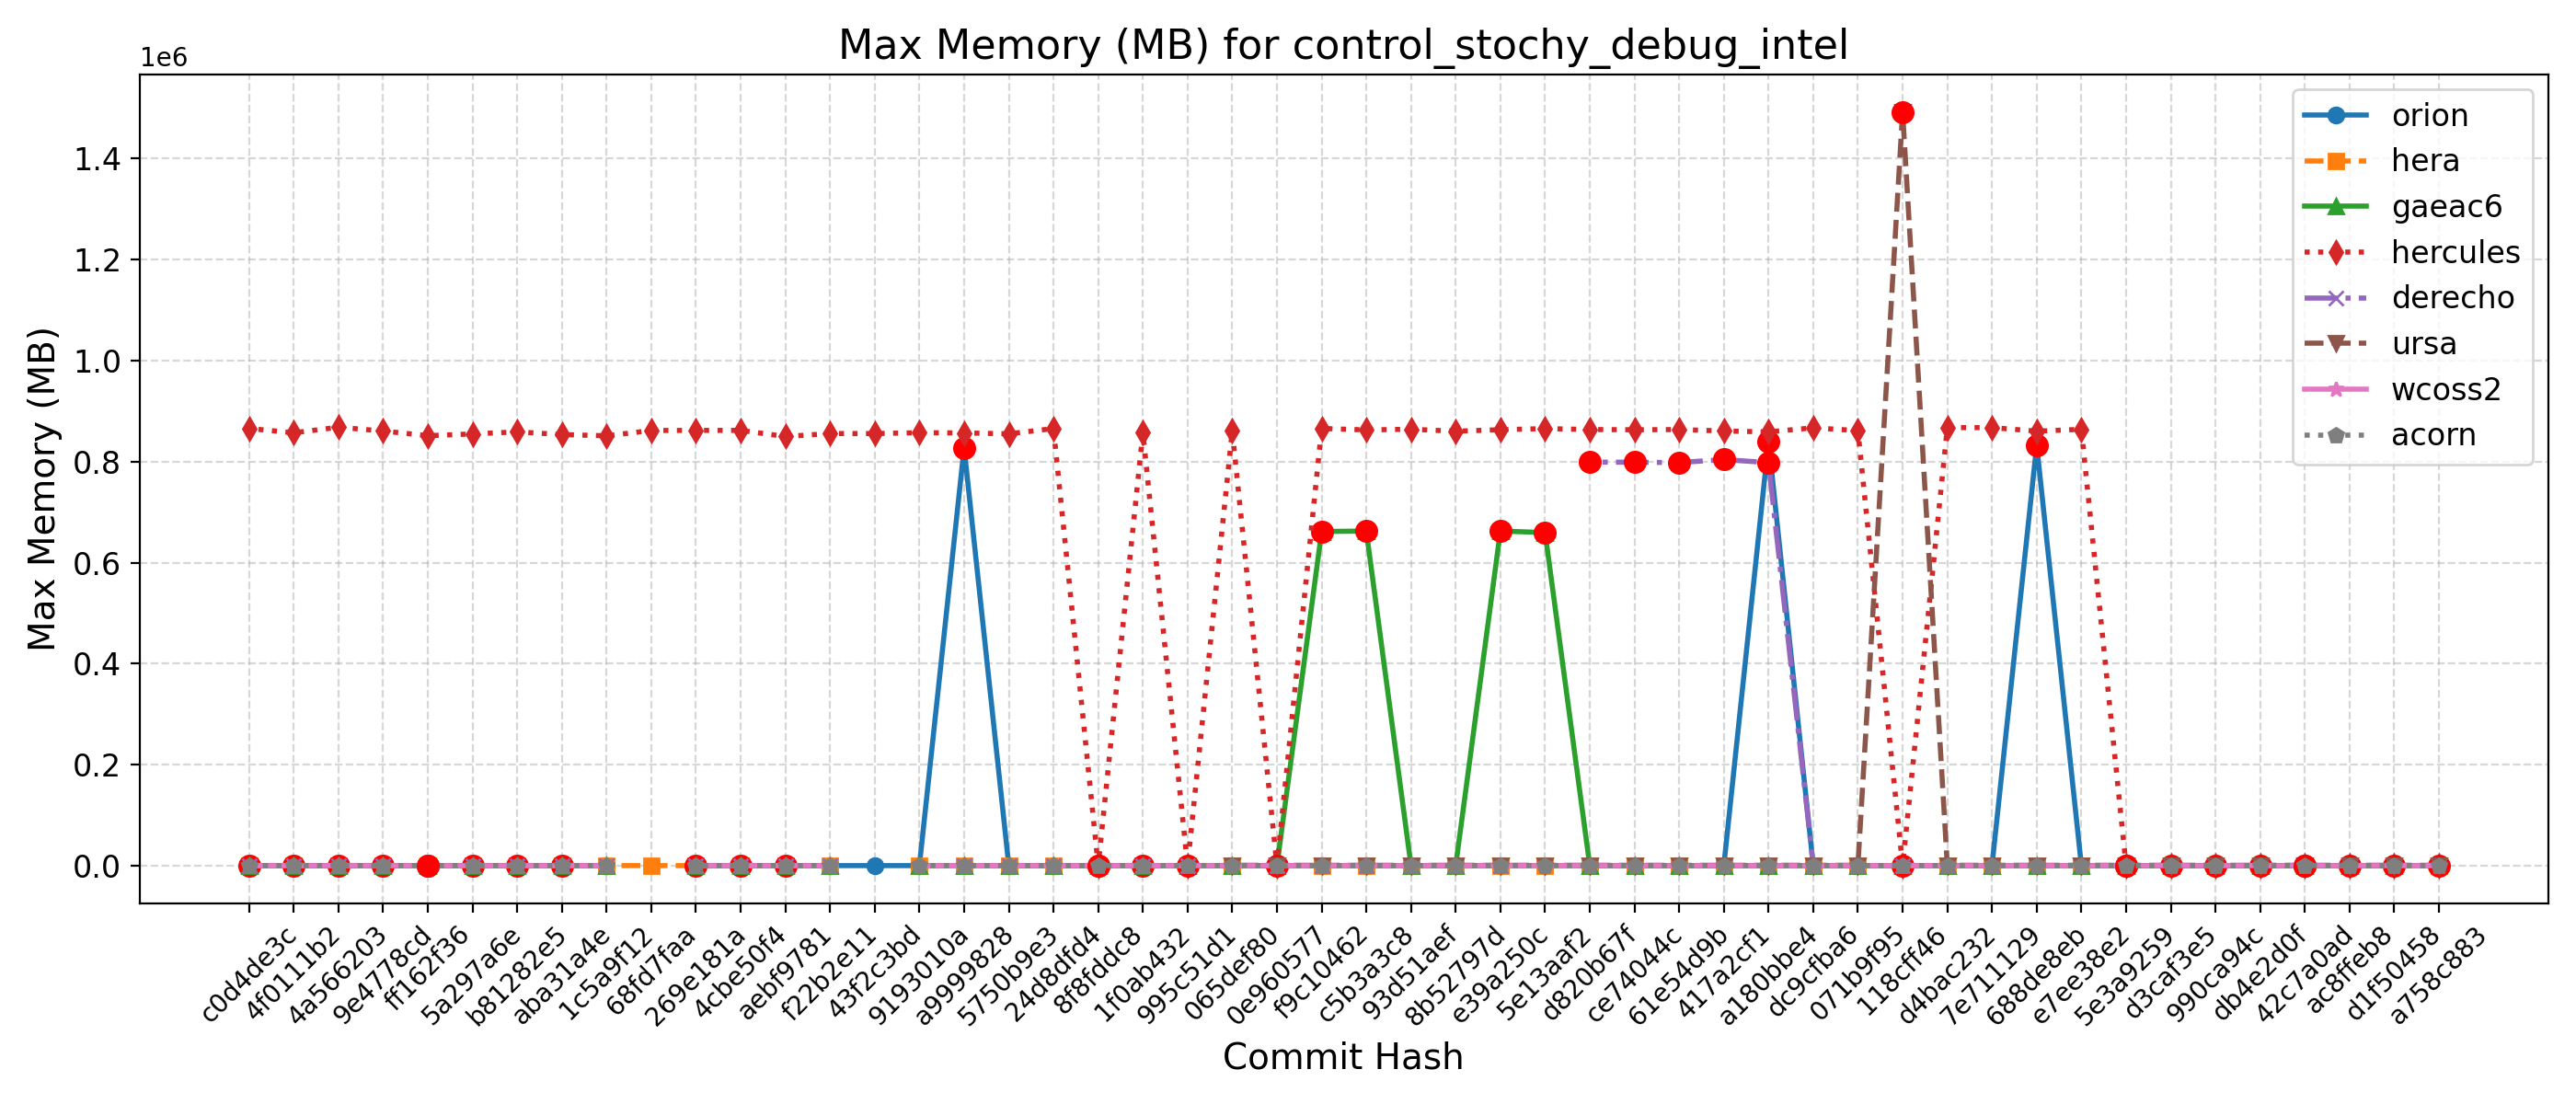 Max Memory (MB) for control_stochy_debug_intel
1e6
Max Memory (MB)
1.4
1.2
1.0
0.8
0.6
0.4
0.2
0.0
orion
hera
gaeac6
hercules
derecho
ursa
wcoss2
acorn
c0d4de3c
4f0111b2
4a566203
9e4778cd
ff162f36
5a297a6e
b81282e5
aba31a4e
1c5a9f12
68fd7faa
269e181a
4cbe50f4
aebf9781
f22b2e11
43f2c3bd
9193010a
a9999828
5750b9e3
24d8dfd4
8f8fddc8
1f0ab432
995c51d1
065def80
0e960577
f9c10462
c5b3a3c8
93d51aef
8b52797d
e39a250c
5e13aaf2
d820b67f
ce74044c
61e54d9b
417a2cf1
a180bbe4
dc9cfba6
071b9f95
118cff46
d4bac232
7e711129
688de8eb
e7ee38e2
5e3a9259
d3caf3e5
990ca94c
db4e2d0f
42c7a0ad
ac8ffeb8
d1f50458
a758c883
Commit Hash